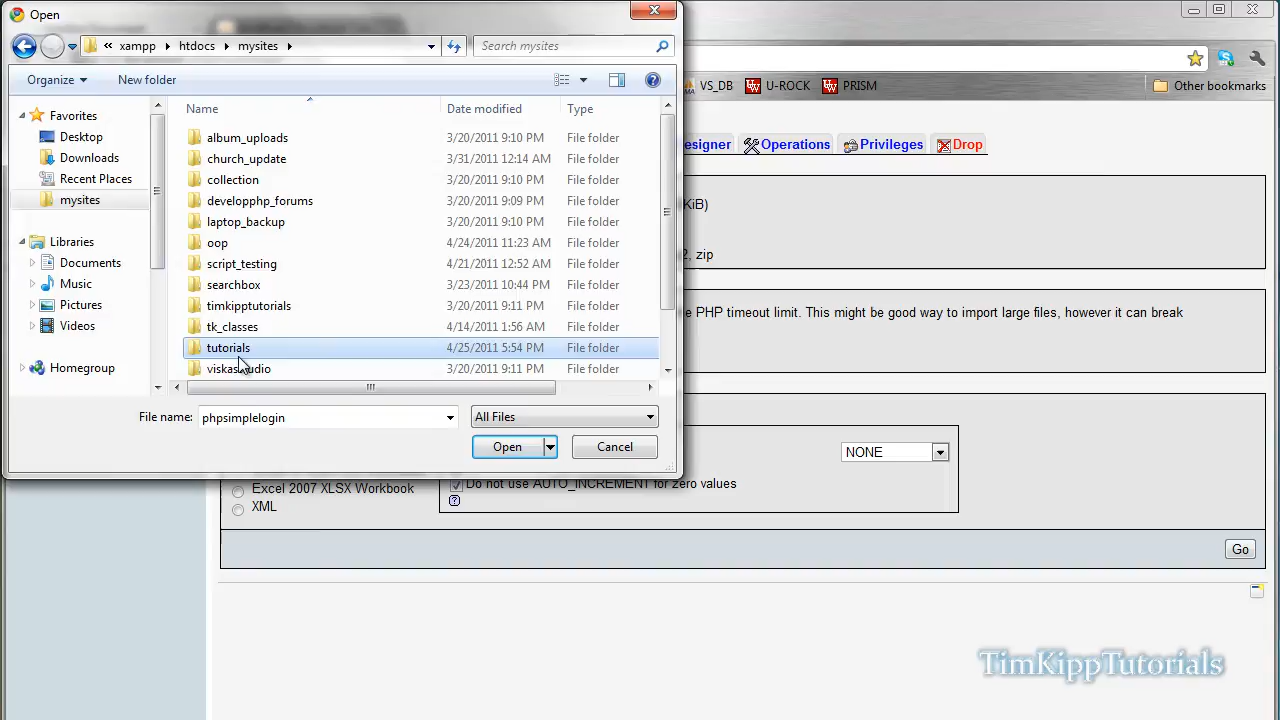 Open
« xampp htdocs mysites
Search mysites
Organize New folder
VS_DB U-ROCK PRISM Other bookmarks
Name Date modified Type
Favorites
Desktop
Downloads
Recent Places
mysites
Libraries
Documents
Music
Pictures
Videos
Homegroup
album_uploads 3/20/2011 9:10 PM File folder
church_update 3/31/2011 12:14 AM File folder
collection 3/20/2011 9:10 PM File folder
developphp_forums 3/20/2011 9:09 PM File folder
laptop_backup 3/20/2011 9:10 PM File folder
oop 4/24/2011 11:23 AM File folder
script_testing 4/21/2011 12:52 AM File folder
searchbox 3/23/2011 10:44 PM File folder
timkipptutorials 3/20/2011 9:11 PM File folder
tk_classes 4/14/2011 1:56 AM File folder
tutorials 4/25/2011 5:54 PM File folder
3/20/2011 9:11 PM File folder
File name: phpsimplelogin All Files
Open Cancel
esigner Operations Privileges Drop
KiB)
2, zip
e PHP timeout limit. This might be good way to import large files, however it can break
NONE
Do not use AUTO_INCREMENT for zero values
Excel 2007 XLSX Workbook
XML
Go
TimKippTutorials